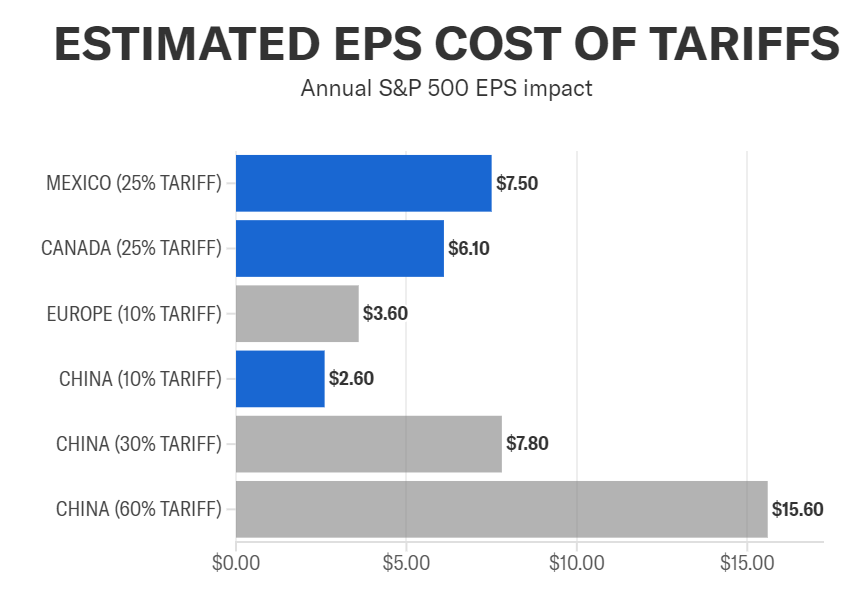 ESTIMATED EPS COST OF TARIFFS
Annual S&P 500 EPS impact
MEXICO (25% TARIFF) $7.50
CANADA (25% TARIFF) $6.10
EUROPE (10% TARIFF) $3.60
CHINA (10% TARIFF) $2.60
CHINA (30% TARIFF) $7.80
CHINA (60% TARIFF) $15.60
$0.00 $5.00 $10.00 $15.00